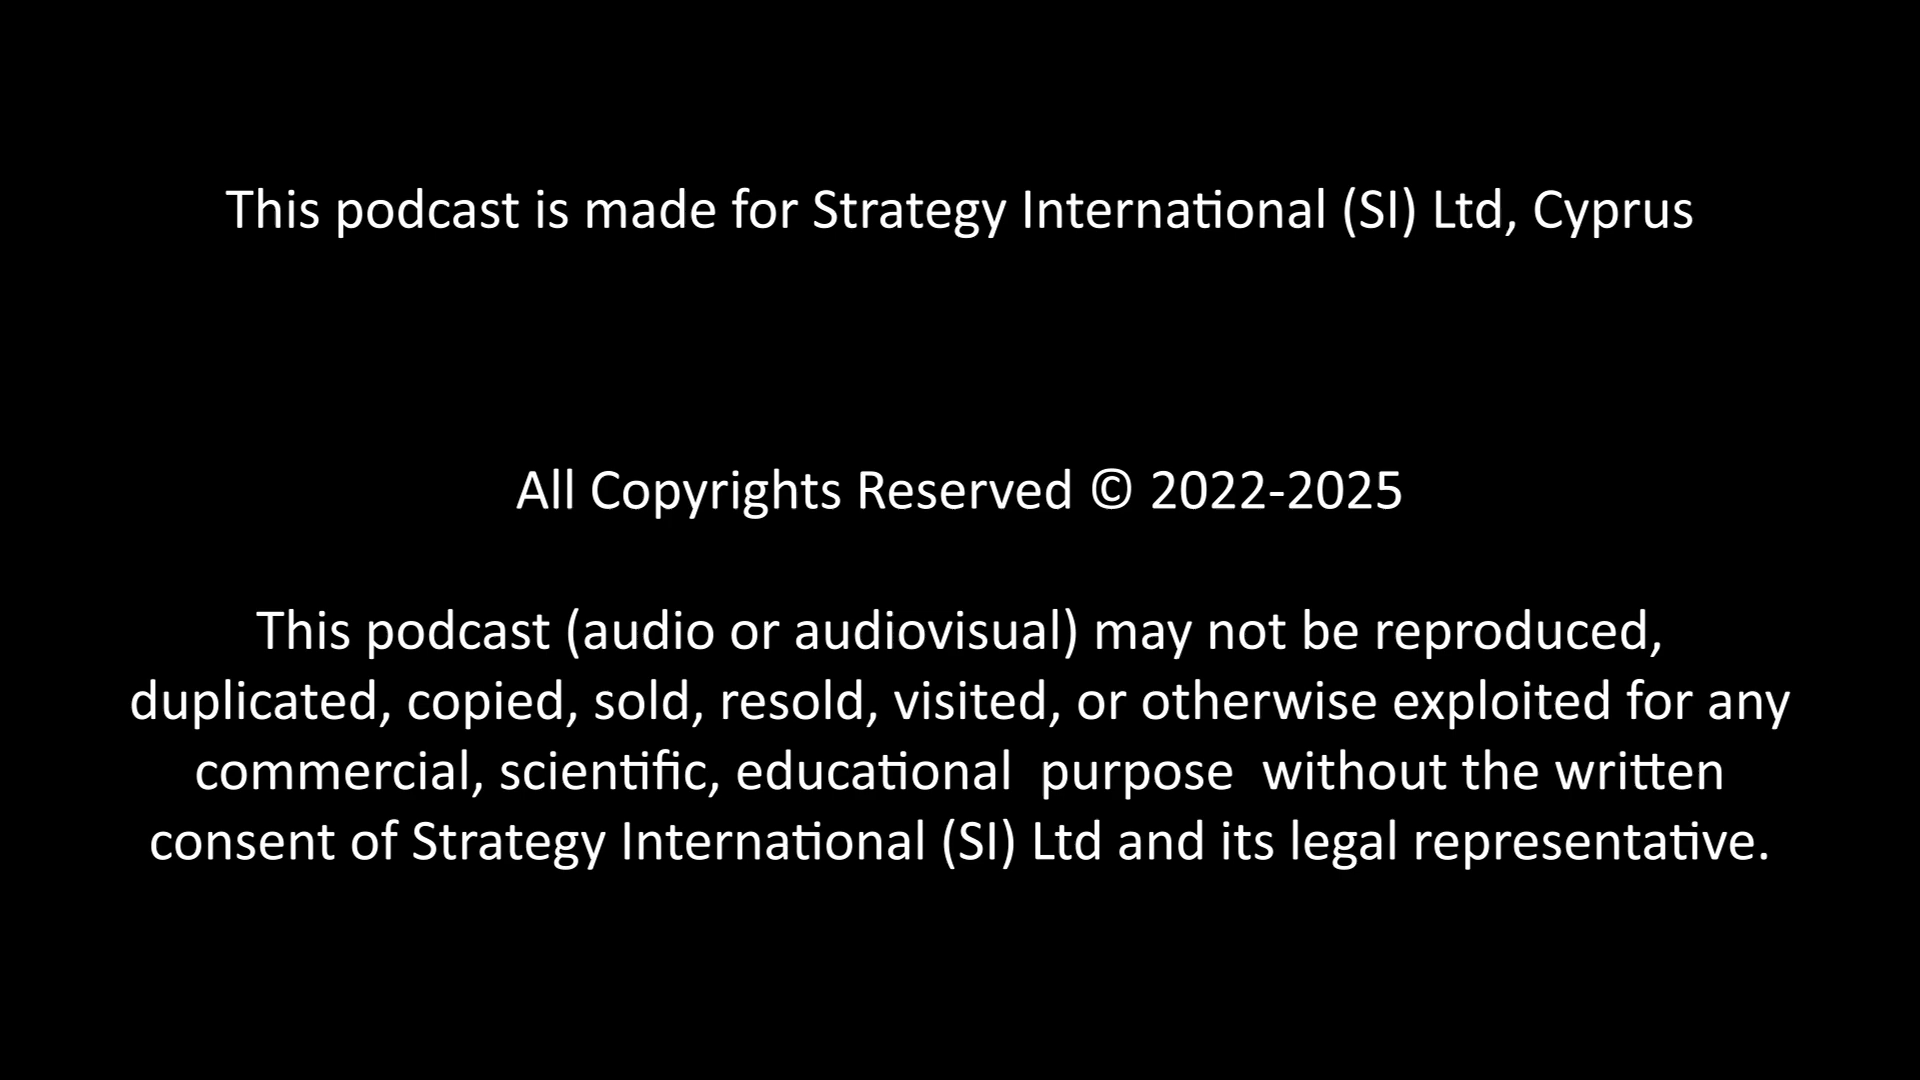 This podcast is made for Strategy International (SI) Ltd, Cyprus
All Copyrights Reserved © 2022-2025
This podcast (audio or audiovisual) may not be reproduced,
duplicated, copied, sold, resold, visited, or otherwise exploited for any
commercial, scientific, educational  purpose  without the written
consent of Strategy International (SI) Ltd and its legal representative.